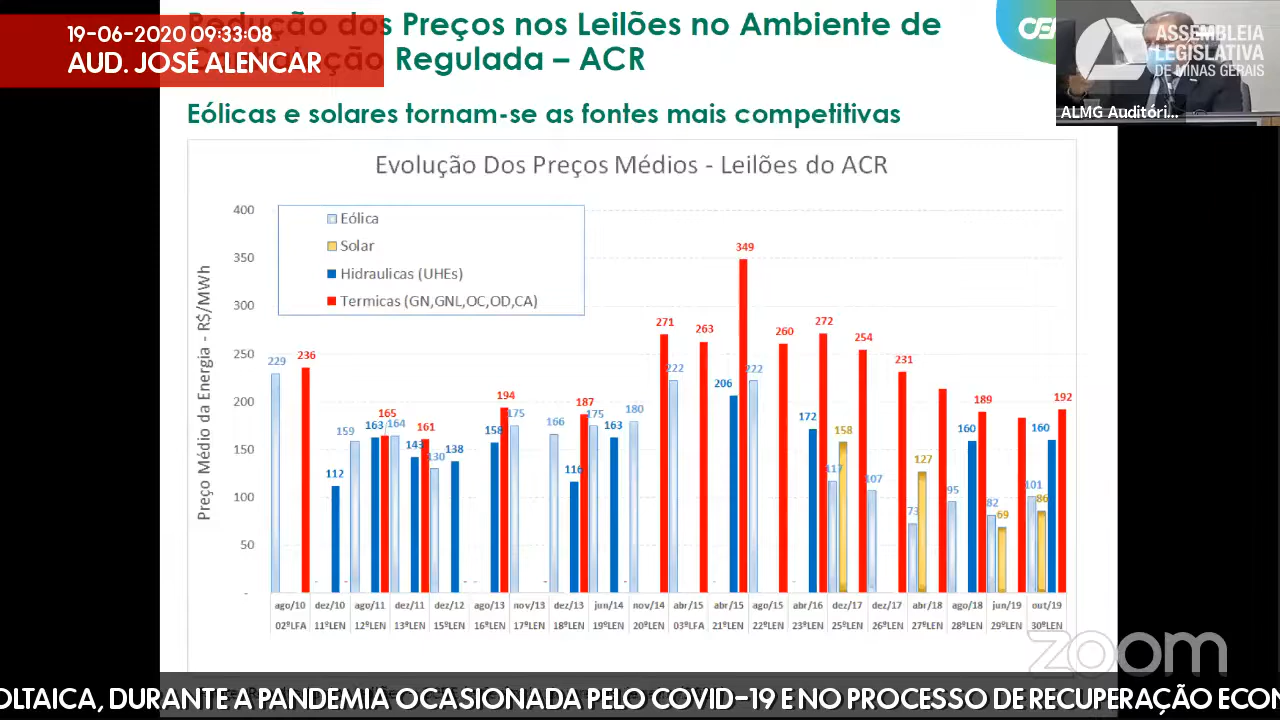 Redução dos Preços nos Leilões no Ambiente de
Regulada – ACR
19-06-2020 09:33:08
AUD. JOSÉ ALENCAR
ASSEMBLEIA
LEGISLATIVA
DE MINAS GERAIS
ALMG Auditóri...
Eólicas e solares tornam-se as fontes mais competitivas
Evolução Dos Preços Médios - Leilões do ACR
Preço Médio da Energia - R$/MWh
400
350
300
250
200
150
100
50
-
Eólica
Solar
Hidraulicas (UHEs)
Termicas (GN,GNL,OC,OD,CA)
229 236
112
159 163 165
164 143 161
130 138
158 194
175
166 116 187
175 163
180 271
222 263
206 349
222 260
172 272
117 158 254
107 231
73 127
95 160 189
82 69
101 86 160 192
ago/10 dez/10 ago/11 dez/11 dez/12 ago/13 nov/13 dez/13 jun/14 nov/14 abr/15 abr/15 ago/15 abr/16 dez/17 dez/17 abr/18 ago/18 jun/19 out/19
02ºLFA 11ºLEN 12ºLEN 13ºLEN 15ºLEN 16ºLEN 17ºLEN 18ºLEN 19ºLEN 20ºLEN 03ºLFA 21ºLEN 22ºLEN 23ºLEN 25ºLEN 26ºLEN 27ºLEN 28ºLEN 29ºLEN 30ºLEN
zoom
OLTAICA, DURANTE A PANDEMIA OCASIONADA PELO COVID-19 E NO PROCESSO DE RECUPERAÇÃO ECON